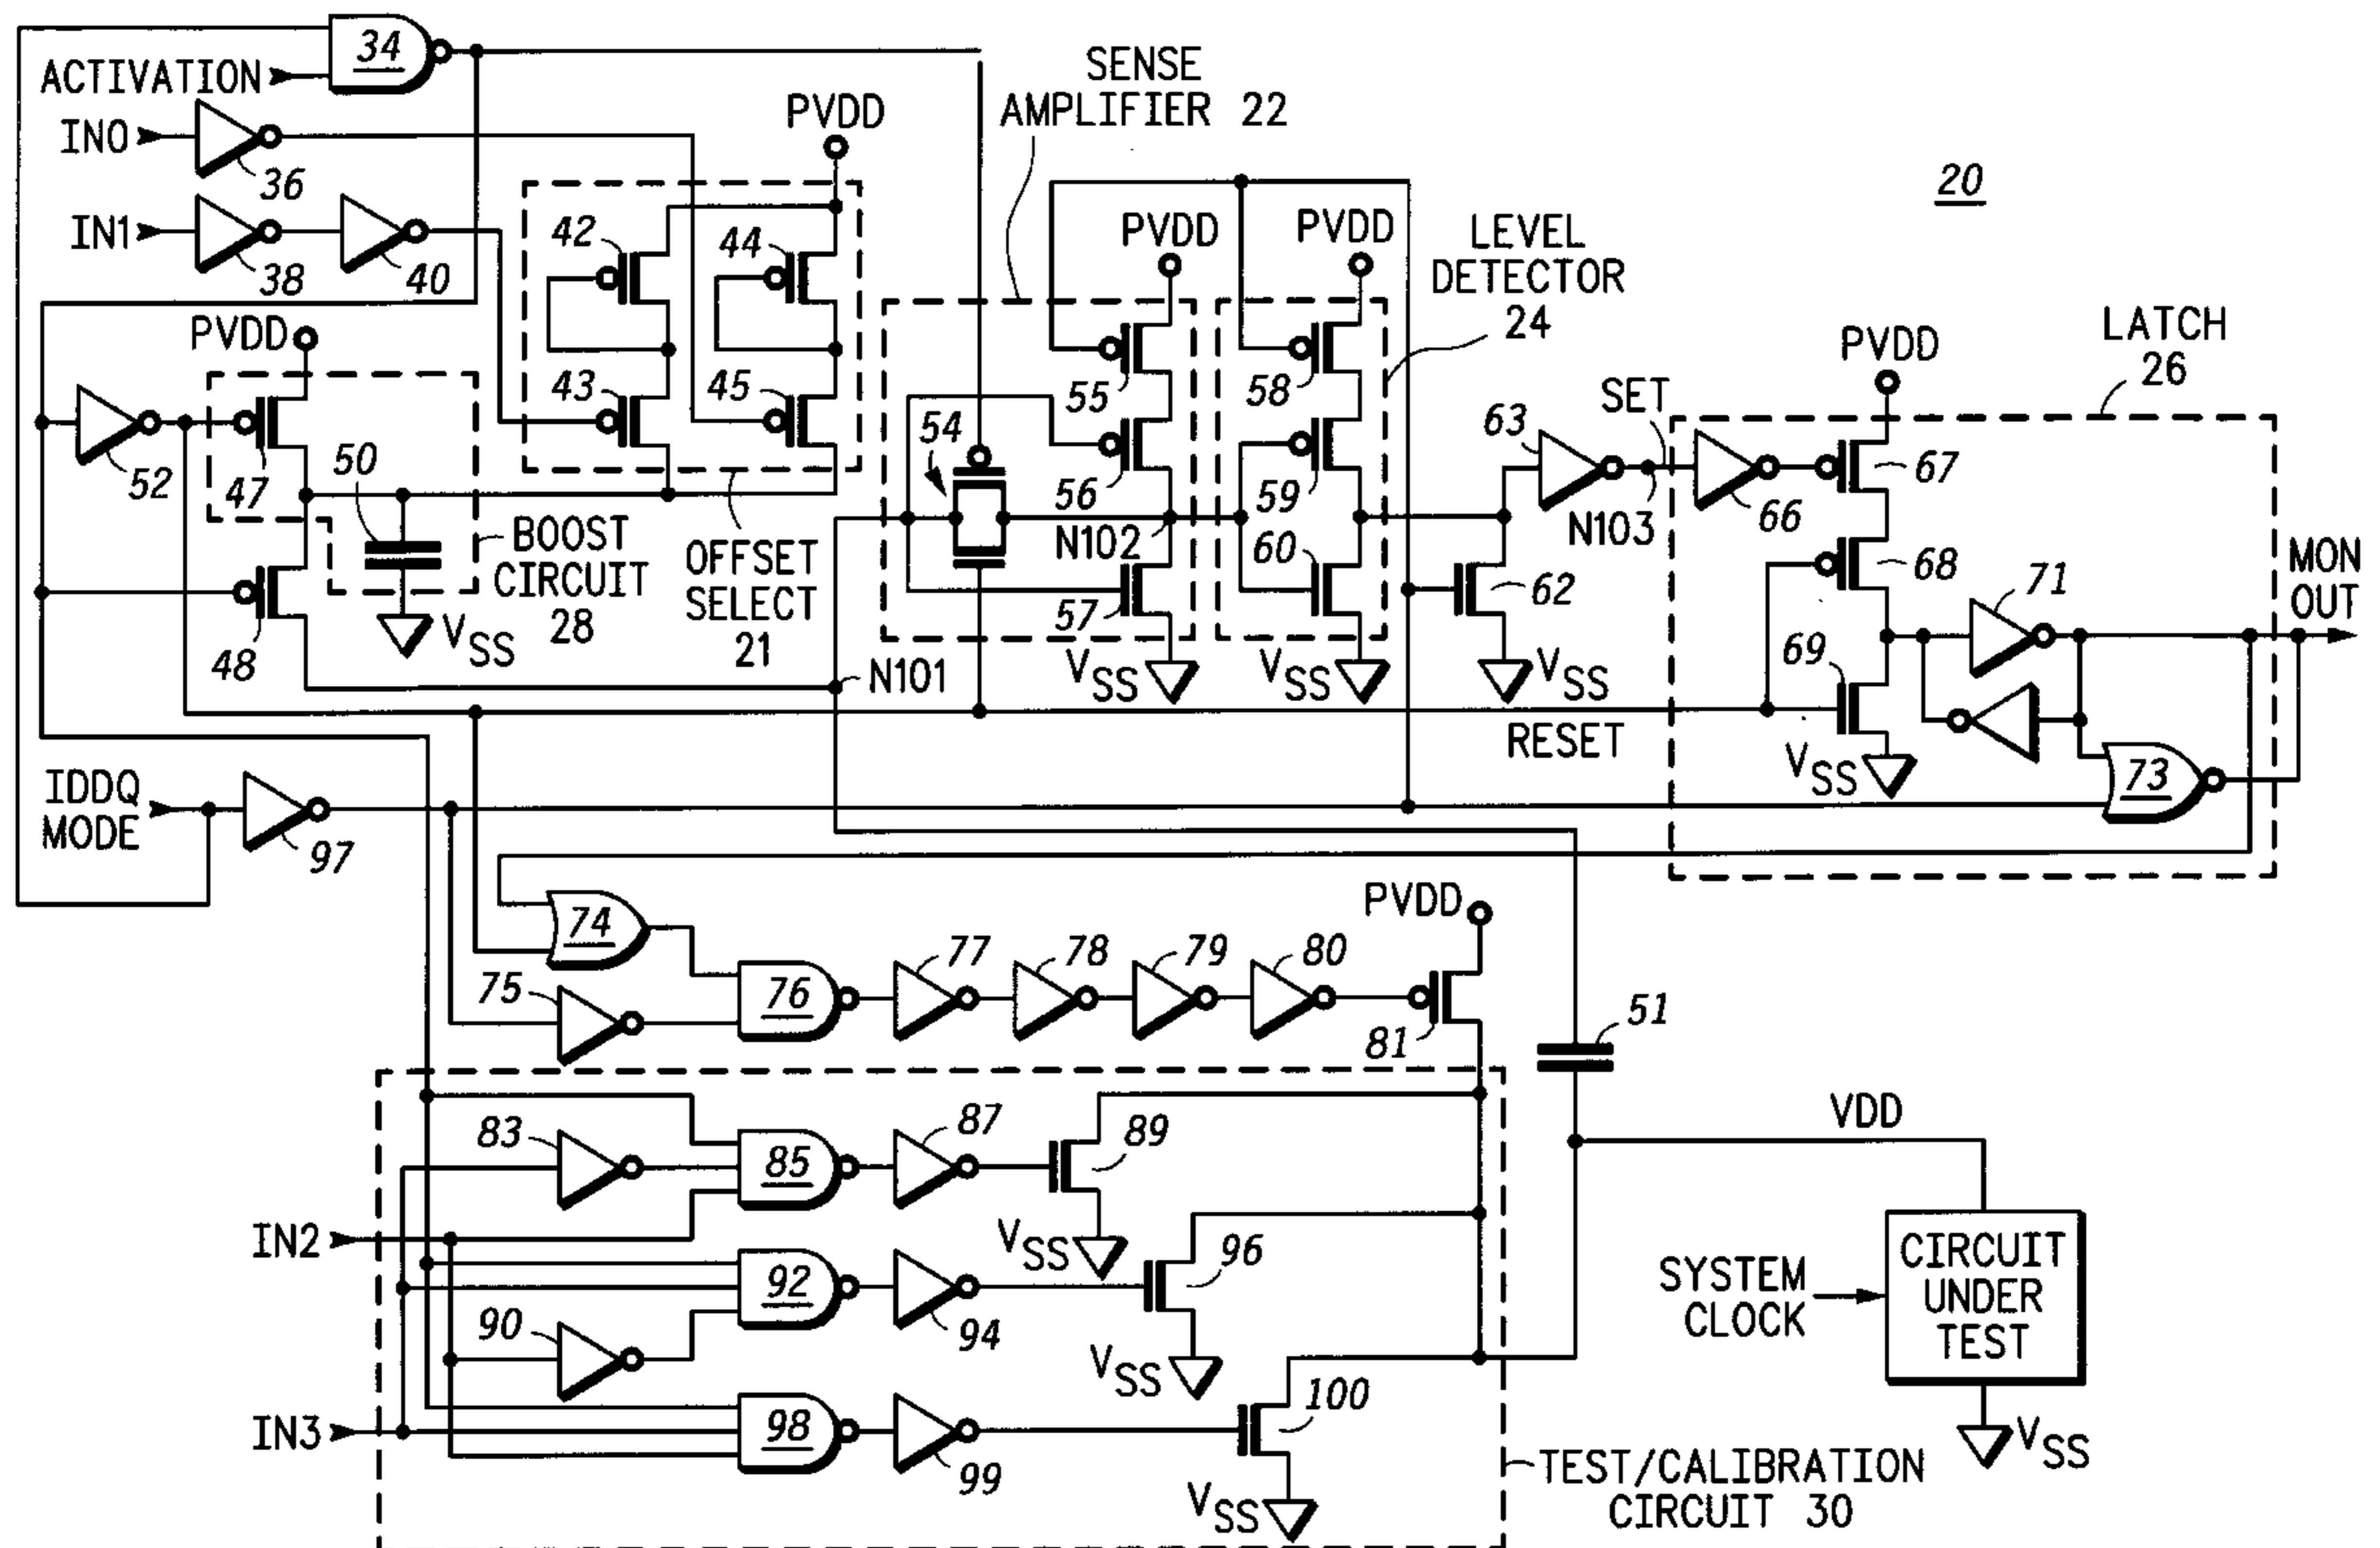 34
ACTIVATION
IN0
36
IN1
38
40
SENSE
AMPLIFIER 22
PVDD
42
44
43
45
OFFSET
SELECT
21
PVDD
52
47
50
BOOST
CIRCUIT
28
VSS
48
N101
54
PVDD
55
56
N102
57
VSS
PVDD
58
59
60
VSS
LEVEL
DETECTOR
24
62
VSS
63
SET
N103
20
LATCH
26
PVDD
66
67
68
69
VSS
71
73
MON
OUT
RESET
IDDQ
MODE
97
74
75
76
77
78
79
80
PVDD
81
51
83
85
87
89
VSS
IN2
92
94
96
VSS
90
IN3
98
99
100
VSS
VDD
SYSTEM
CLOCK
CIRCUIT
UNDER
TEST
VSS
TEST/CALIBRATION
CIRCUIT 30